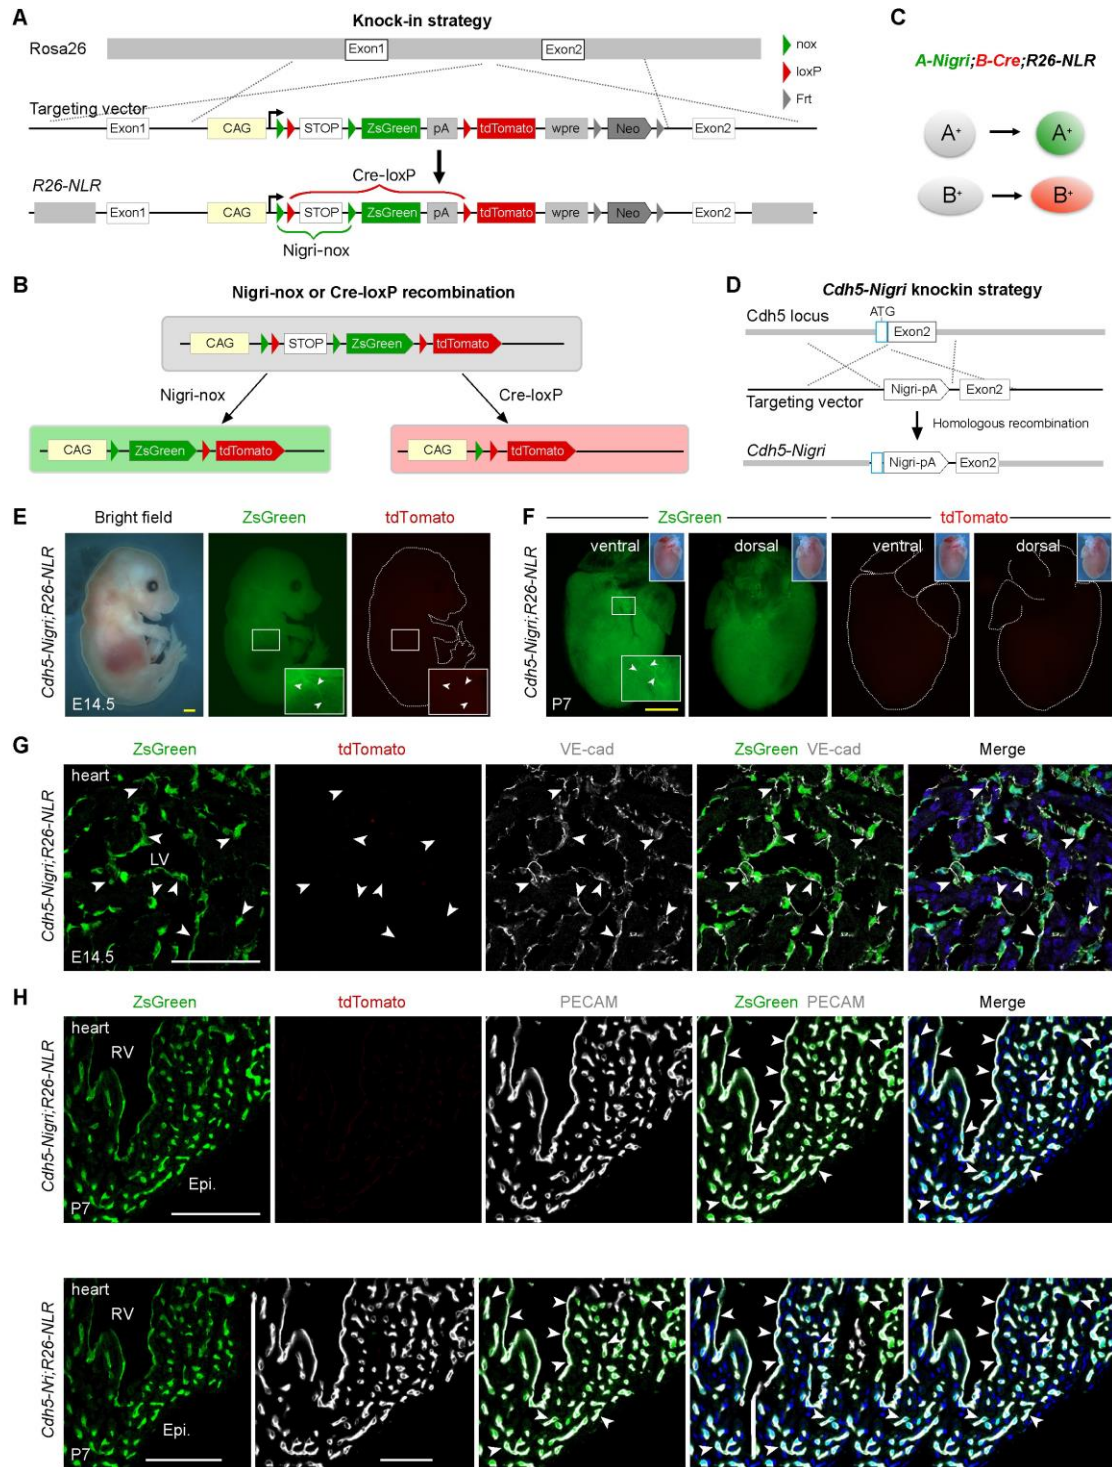 A
Knock-in strategy
Rosa26
Exon1
Exon2
nox
loxP
Frt
Targeting vector
Exon1
CAG
STOP
ZsGreen
pA
tdTomato
wpre
Neo
Exon2
Cre-loxP
R26-NLR
Exon1
CAG
STOP
ZsGreen
pA
tdTomato
wpre
Neo
Exon2
Nigri-nox
C
A-Nigri;B-Cre;R26-NLR
A+
A+
B+
B+
B
Nigri-nox or Cre-loxP recombination
CAG
STOP
ZsGreen
tdTomato
Nigri-nox
Cre-loxP
CAG
ZsGreen
tdTomato
CAG
tdTomato
D
Cdh5-Nigri knockin strategy
ATG
Cdh5 locus
Exon2
Nigri-pA
Exon2
Targeting vector
Homologous recombination
Cdh5-Nigri
Nigri-pA
Exon2
E
Bright field
ZsGreen
tdTomato
Cdh5-Nigri;R26-NLR
E14.5
F
ZsGreen
tdTomato
Cdh5-Nigri;R26-NLR
ventral
dorsal
ventral
dorsal
P7
G
ZsGreen
tdTomato
VE-cad
ZsGreen VE-cad
Merge
Cdh5-Nigri;R26-NLR
heart
LV
E14.5
H
ZsGreen
tdTomato
PECAM
ZsGreen PECAM
Merge
Cdh5-Nigri;R26-NLR
heart
RV
Epi.
P7
Cdh5-Nri;R26-NLR
heart
RV
Epi.
P7